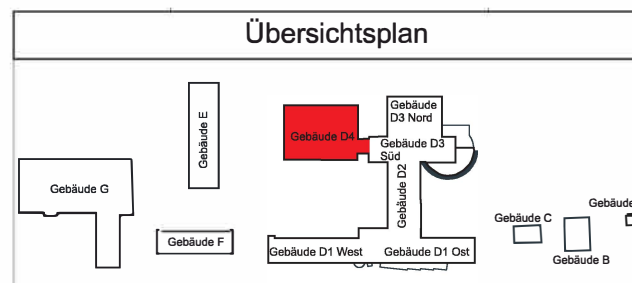 Übersichtsplan
Gebäude E
Gebäude D4
Gebäude
D3 Nord
Gebäude D3
Süd
Gebäude D2
Gebäude G
Gebäude F
Gebäude D1 West
Gebäude D1 Ost
Gebäude C
Gebäude B
Gebäude